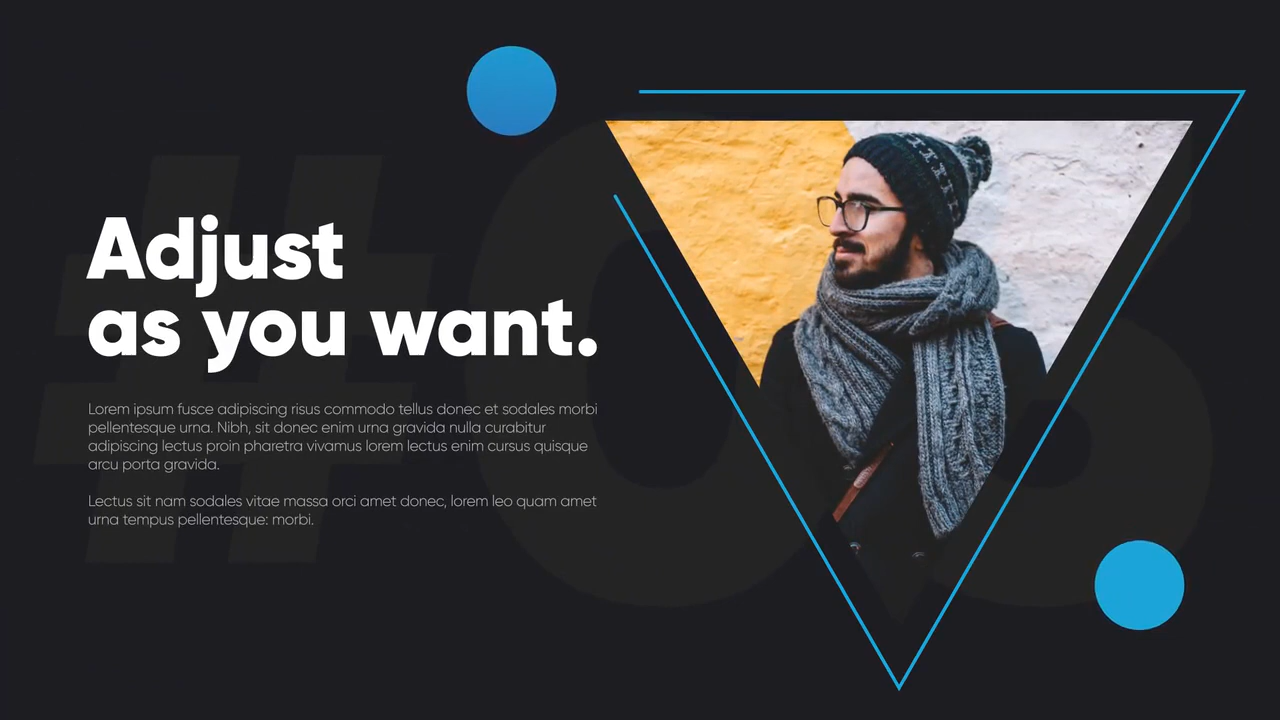 Adjust
as you want.
Lorem ipsum fusce adipiscing risus commodo tellus donec et sodales morbi
pellentesque urna. Nibh, sit donec enim urna gravida nulla curabitur
adipiscing lectus proin pharetra vivamus lorem lectus enim cursus quisque
arcu porta gravida.
Lectus sit nam sodales vitae massa orci amet donec, lorem leo quam amet
urna tempus pellentesque: morbi.